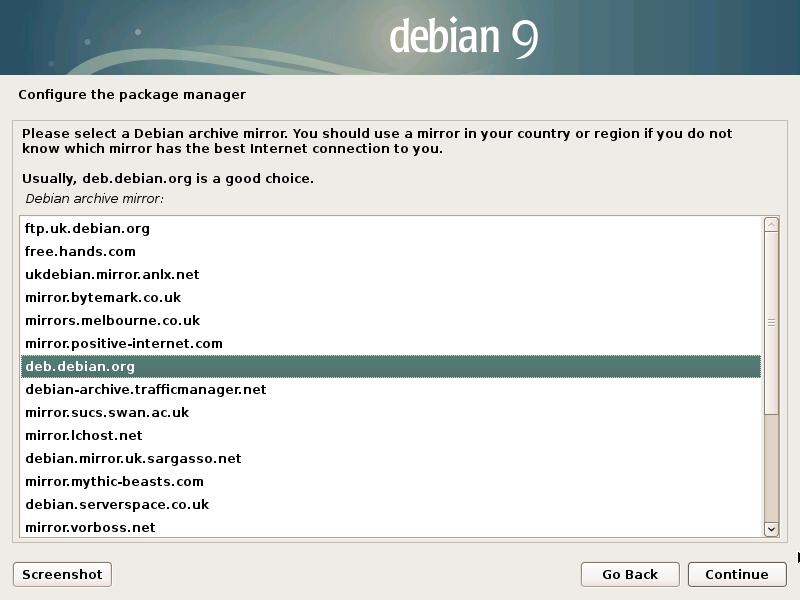 debian 9
Configure the package manager
Please select a Debian archive mirror. You should use a mirror in your country or region if you do not
know which mirror has the best Internet connection to you.
Usually, deb.debian.org is a good choice.
Debian archive mirror:
ftp.uk.debian.org
free.hands.com
ukdebian.mirror.anlx.net
mirror.bytemark.co.uk
mirrors.melbourne.co.uk
mirror.positive-internet.com
deb.debian.org
debian-archive.trafficmanager.net
mirror.sucs.swan.ac.uk
mirror.lchost.net
debian.mirror.uk.sargasso.net
mirror.mythic-beasts.com
debian.serverspace.co.uk
mirror.vorboss.net
Screenshot
Go Back
Continue